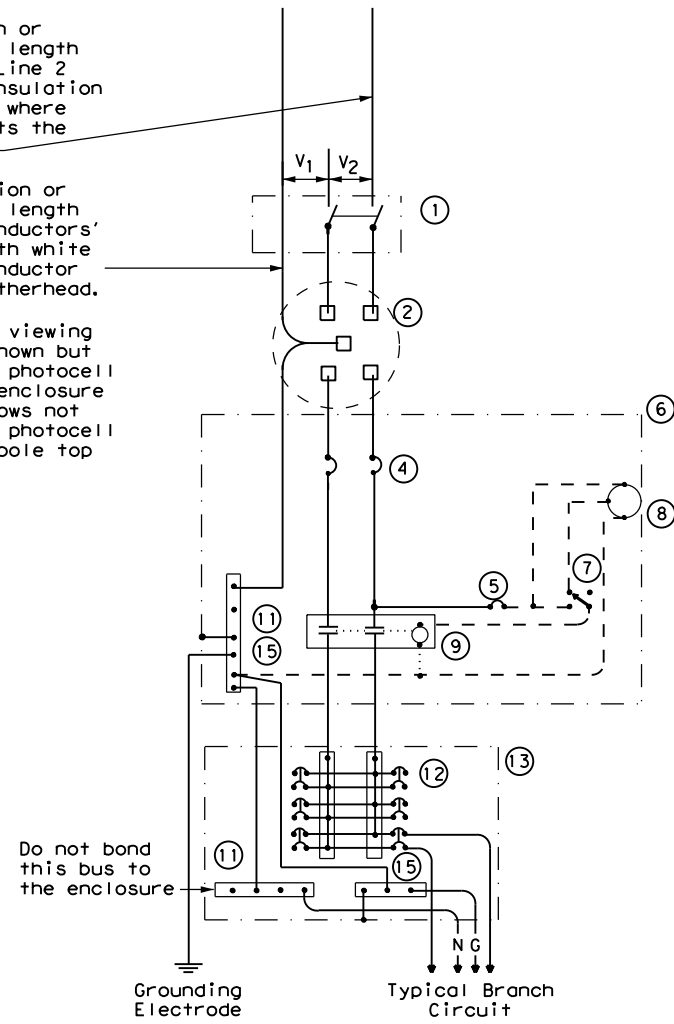 n or
length
Line 2
nsulation
where
ts the
ion or
length
nductors'
th white
nductor
therhead.
viewing
nown but
photocell
enclosure
ows not
photocell
pole top
V1
V2
1
2
6
4
8
7
5
11
9
15
13
12
11
15
Do not bond
this bus to
the enclosure
N G
Grounding
Electrode
Typical Branch
Circuit